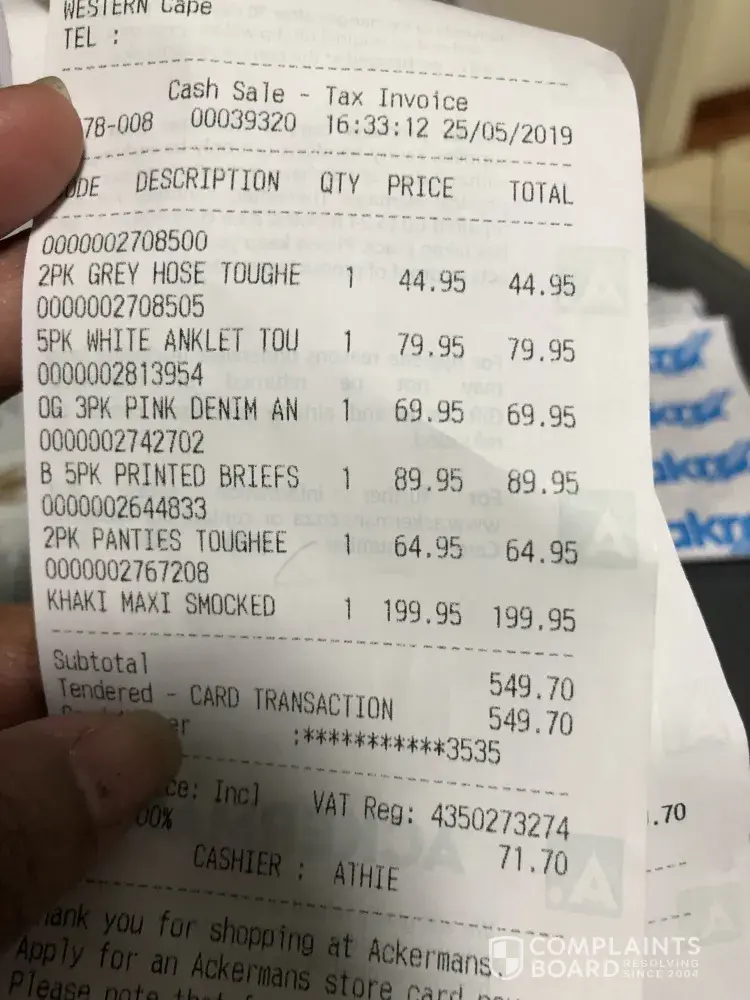 WESTERN Cape
TEL :
Cash Sale - Tax Invoice
78-008 00039320 16:33:12 25/05/2019
ODE DESCRIPTION QTY PRICE TOTAL
0000002708500
2PK GREY HOSE TOUGHE 1 44.95 44.95
0000002708505
5PK WHITE ANKLET TOU 1 79.95 79.95
0000002813954
OG 3PK PINK DENIM AN 1 69.95 69.95
0000002742702
B 5PK PRINTED BRIEFS 1 89.95 89.95
0000002644833
2PK PANTIES TOUGHEE 1 64.95 64.95
0000002767208
KHAKI MAXI SMOCKED 1 199.95 199.95
Subtotal 549.70
Tendered - CARD TRANSACTION 549.70
er :***********3535
ce: Incl VAT Reg: 4350273274
00% 71.70
CASHIER : ATHIE
hank you for shopping at Ackermans.
Apply for an Ackermans store card
Please note that
.70
COMPLAINTS
BOARD RESOLVING
SINCE 2004